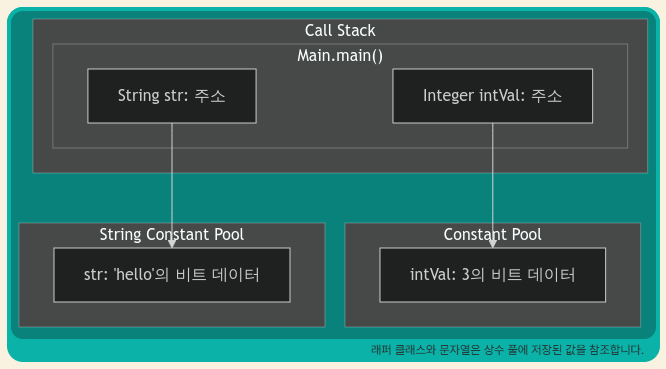 Call Stack
Main.main()
String str: 주소
Integer intVal: 주소
String Constant Pool
Constant Pool
str: 'hello'의 비트 데이터
intVal: 3의 비트 데이터
래퍼 클래스와 문자열은 상수 풀에 저장된 값을 참조합니다.